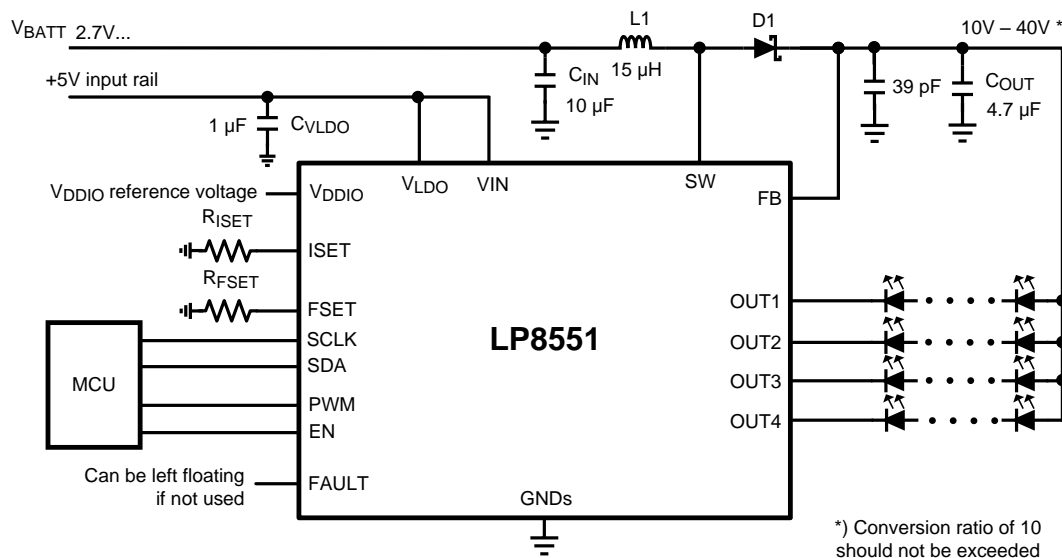 VBATT 2.7V...
L1
D1
10V – 40V *
15 µH
CIN
10 µF
39 pF
COUT
4.7 µF
+5V input rail
1 µF
CVLDO
VLDO
VIN
SW
FB
VDDIO reference voltage
VDDIO
RISET
ISET
RFSET
FSET
MCU
SCLK
SDA
PWM
EN
LP8551
OUT1
OUT2
OUT3
OUT4
Can be left floating
if not used
FAULT
GNDs
*) Conversion ratio of 10
should not be exceeded